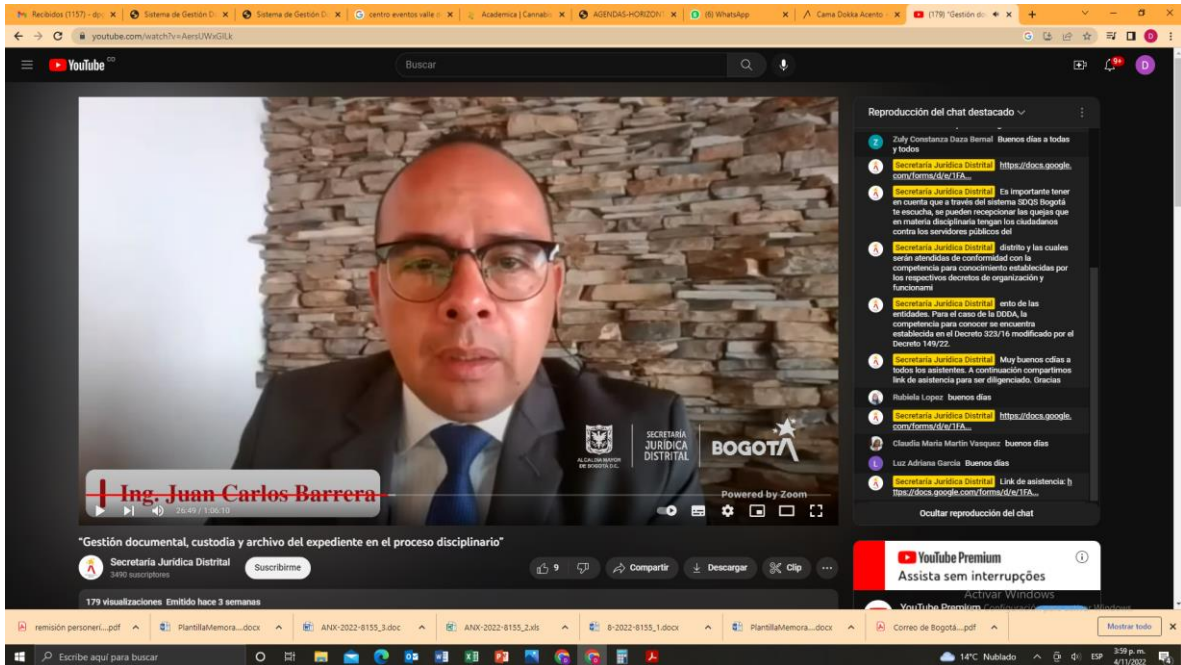 Recibidos (1157) - dp
Sistema de Gestión D
Sistema de Gestión D
centro eventos valle
Academica | Cannabi
AGENDAS-HORIZON
(6) WhatsApp
Cama Dokka Acento -
(179) "Gestión do
youtube.com/watch?v=AersUWxGILk
YouTube CO
Buscar
9+
D
Reproducción del chat destacado
Zuly Constanza Daza Bernal Buenos días a todas
y todos
Secretaría Jurídica Distrital https://docs.google.
com/forms/d/e/1FA...
Secretaría Jurídica Distrital Es importante tener
en cuenta que a través del sistema SDQS Bogotá
te escucha, se pueden recepcionar las quejas que
en materia disciplinaria tengan los ciudadanos
contra los servidores públicos del
Secretaría Jurídica Distrital distrito y las cuales
serán atendidas de conformidad con la
competencia para conocimiento establecidas por
los respectivos decretos de organización y
funcionami
Secretaría Jurídica Distrital ento de las
entidades. Para el caso de la DDDA, la
competencia para conocer se encuentra
establecida en el Decreto 323/16 modificado por el
Decreto 149/22.
Secretaría Jurídica Distrital Muy buenos cdías a
todos los asistentes. A continuación compartimos
link de asistencia para ser diligenciado. Gracias
Rubiela Lopez buenos días
Secretaría Jurídica Distrital https://docs.google.
com/forms/d/e/1FA...
Claudia Maria Martin Vasquez buenos días
Luz Adriana Garcia Buenos días
Secretaría Jurídica Distrital Link de asistencia: h
ttps://docs.google.com/forms/d/e/1FA...
Ocultar reproducción del chat
ALCALDÍA MAYOR
DE BOGOTÁ D.C.
SECRETARÍA
JURÍDICA
DISTRITAL
BOGOTÁ
Ing. Juan Carlos Barrera
Powered by Zoom
26:49 / 1:06:10
"Gestión documental, custodia y archivo del expediente en el proceso disciplinario"
Secretaría Jurídica Distrital
3490 suscriptores
Suscribirme
9
Compartir
Descargar
Clip
179 visualizaciones Emitido hace 3 semanas
YouTube Premium
Assista sem interrupções
Activar Windows
YouTube Premium
remisión personerí....pdf
PlantillaMemora...docx
ANX-2022-8155_3.doc
ANX-2022-8155_2.xls
8-2022-8155_1.docx
PlantillaMemora...docx
Correo de Bogotá....pdf
Mostrar todo
Escribe aquí para buscar
14°C Nublado
ESP
3:59 p. m.
4/11/2022